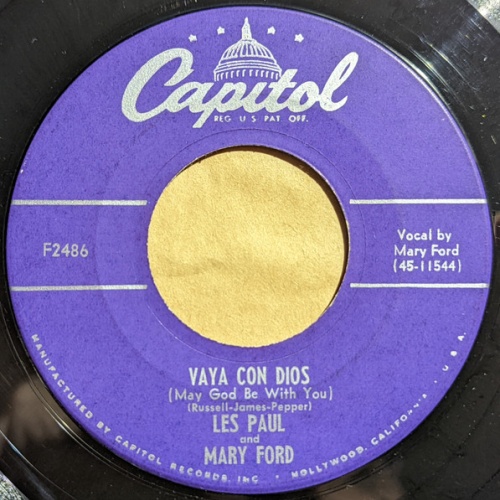 Capitol
REG U S PAT OFF.
F2486
Vocal by
Mary Ford
(45-11544)
VAYA CON DIOS
(May God Be With You)
(Russell-James-Pepper)
LES PAUL
and
MARY FORD
MANUFACTURED BY CAPITOL RECORDS, INC. • HOLLYWOOD, CALIFORNIA • U.S.A.